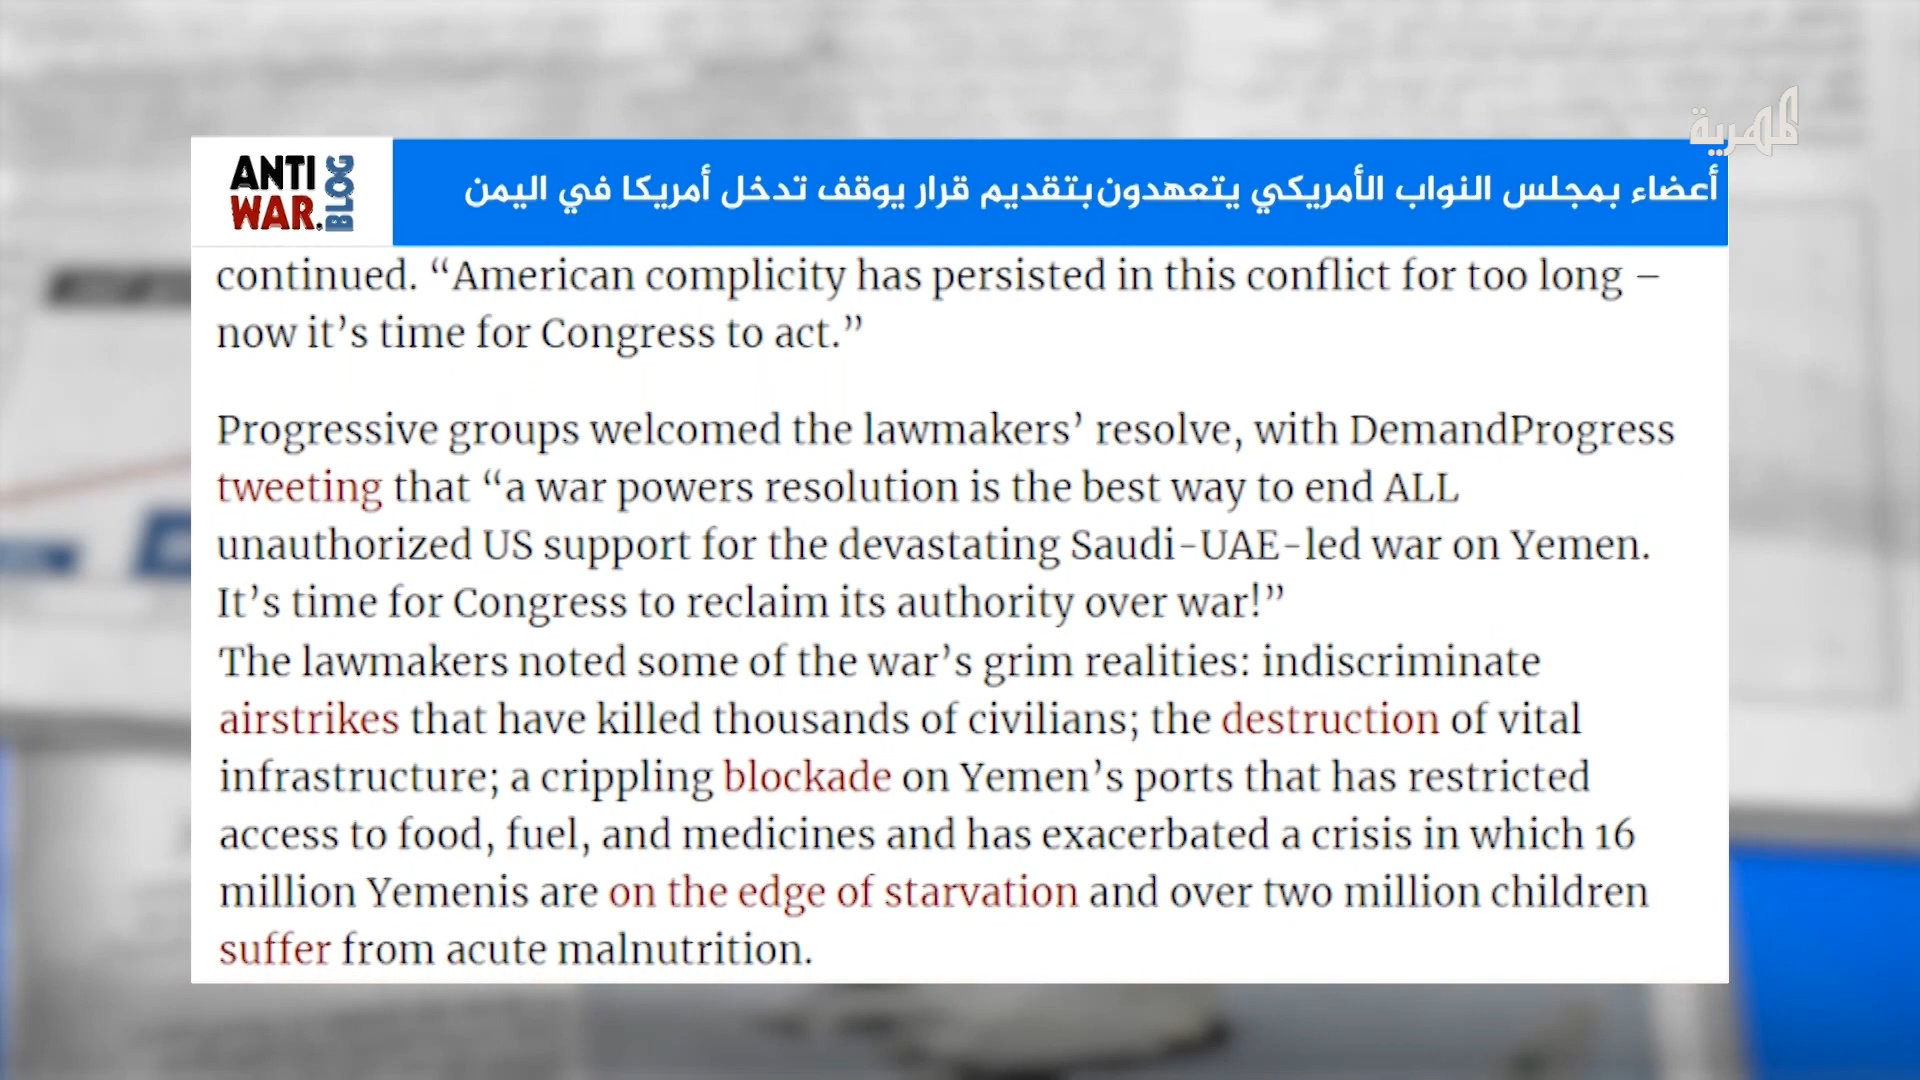 المهرية
ANTI
WAR.
BLOG
أعضاء بمجلس النواب الأمريكي يتعهدون بتقديم قرار يوقف تدخل أمريكا في اليمن
continued. “American complicity has persisted in this conflict for too long –
now it’s time for Congress to act.”
Progressive groups welcomed the lawmakers’ resolve, with DemandProgress
tweeting that “a war powers resolution is the best way to end ALL
unauthorized US support for the devastating Saudi-UAE-led war on Yemen.
It’s time for Congress to reclaim its authority over war!”
The lawmakers noted some of the war’s grim realities: indiscriminate
airstrikes that have killed thousands of civilians; the destruction of vital
infrastructure; a crippling blockade on Yemen’s ports that has restricted
access to food, fuel, and medicines and has exacerbated a crisis in which 16
million Yemenis are on the edge of starvation and over two million children
suffer from acute malnutrition.